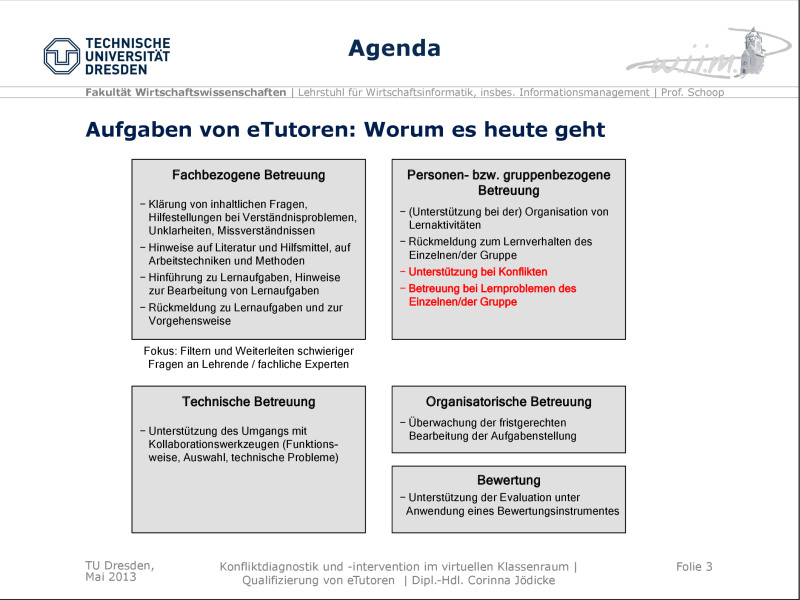 TECHNISCHE
UNIVERSITÄT
DRESDEN
Agenda
w.i.i.m.
Fakultät Wirtschaftswissenschaften | Lehrstuhl für Wirtschaftsinformatik, insbes. Informationsmanagement | Prof. Schoop
Aufgaben von eTutoren: Worum es heute geht
Fachbezogene Betreuung
− Klärung von inhaltlichen Fragen,
Hilfestellungen bei Verständnisproblemen,
Unklarheiten, Missverständnissen
− Hinweise auf Literatur und Hilfsmittel, auf
Arbeitstechniken und Methoden
− Hinführung zu Lernaufgaben, Hinweise
zur Bearbeitung von Lernaufgaben
− Rückmeldung zu Lernaufgaben und zur
Vorgehensweise
Fokus: Filtern und Weiterleiten schwieriger
Fragen an Lehrende / fachliche Experten
Personen- bzw. gruppenbezogene
Betreuung
− (Unterstützung bei der) Organisation von
Lernaktivitäten
− Rückmeldung zum Lernverhalten des
Einzelnen/der Gruppe
− Unterstützung bei Konflikten
− Betreuung bei Lernproblemen des
Einzelnen/der Gruppe
Technische Betreuung
− Unterstützung des Umgangs mit
Kollaborationswerkzeugen (Funktions-
weise, Auswahl, technische Probleme)
Organisatorische Betreuung
− Überwachung der fristgerechten
Bearbeitung der Aufgabenstellung
Bewertung
− Unterstützung der Evaluation unter
Anwendung eines Bewertungsinstrumentes
TU Dresden,
Mai 2013
Konfliktdiagnostik und -intervention im virtuellen Klassenraum |
Qualifizierung von eTutoren | Dipl.-Hdl. Corinna Jödicke
Folie 3